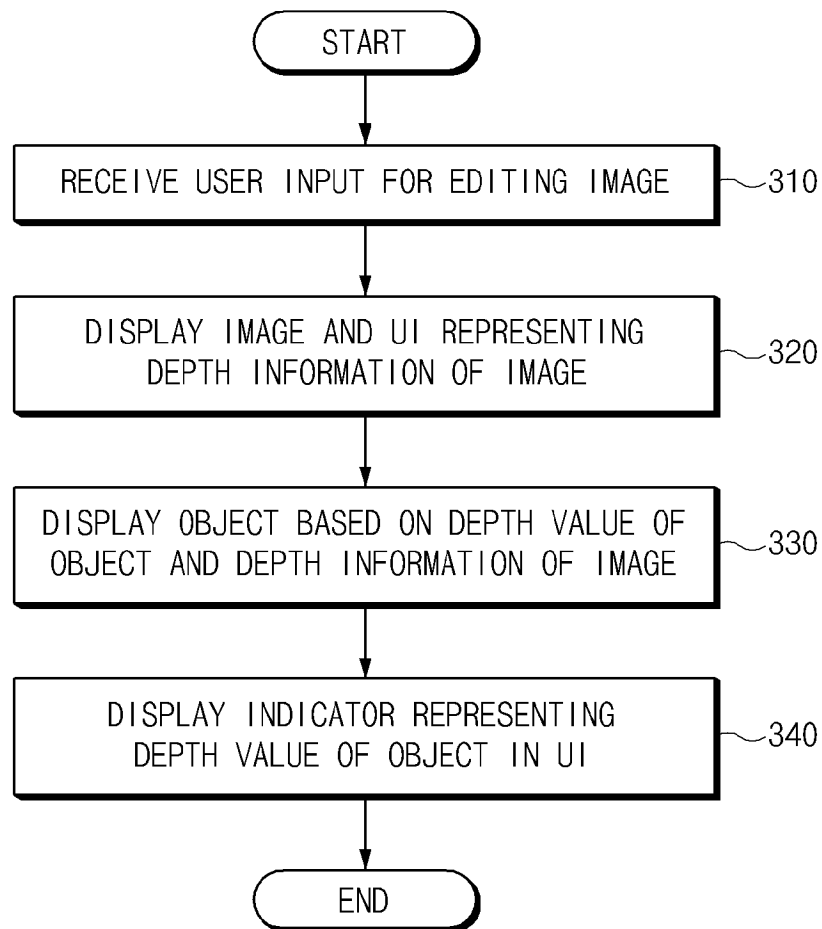 START
RECEIVE USER INPUT FOR EDITING IMAGE
310
DISPLAY IMAGE AND UI REPRESENTING
DEPTH INFORMATION OF IMAGE
320
DISPLAY OBJECT BASED ON DEPTH VALUE OF
OBJECT AND DEPTH INFORMATION OF IMAGE
330
DISPLAY INDICATOR REPRESENTING
DEPTH VALUE OF OBJECT IN UI
340
END